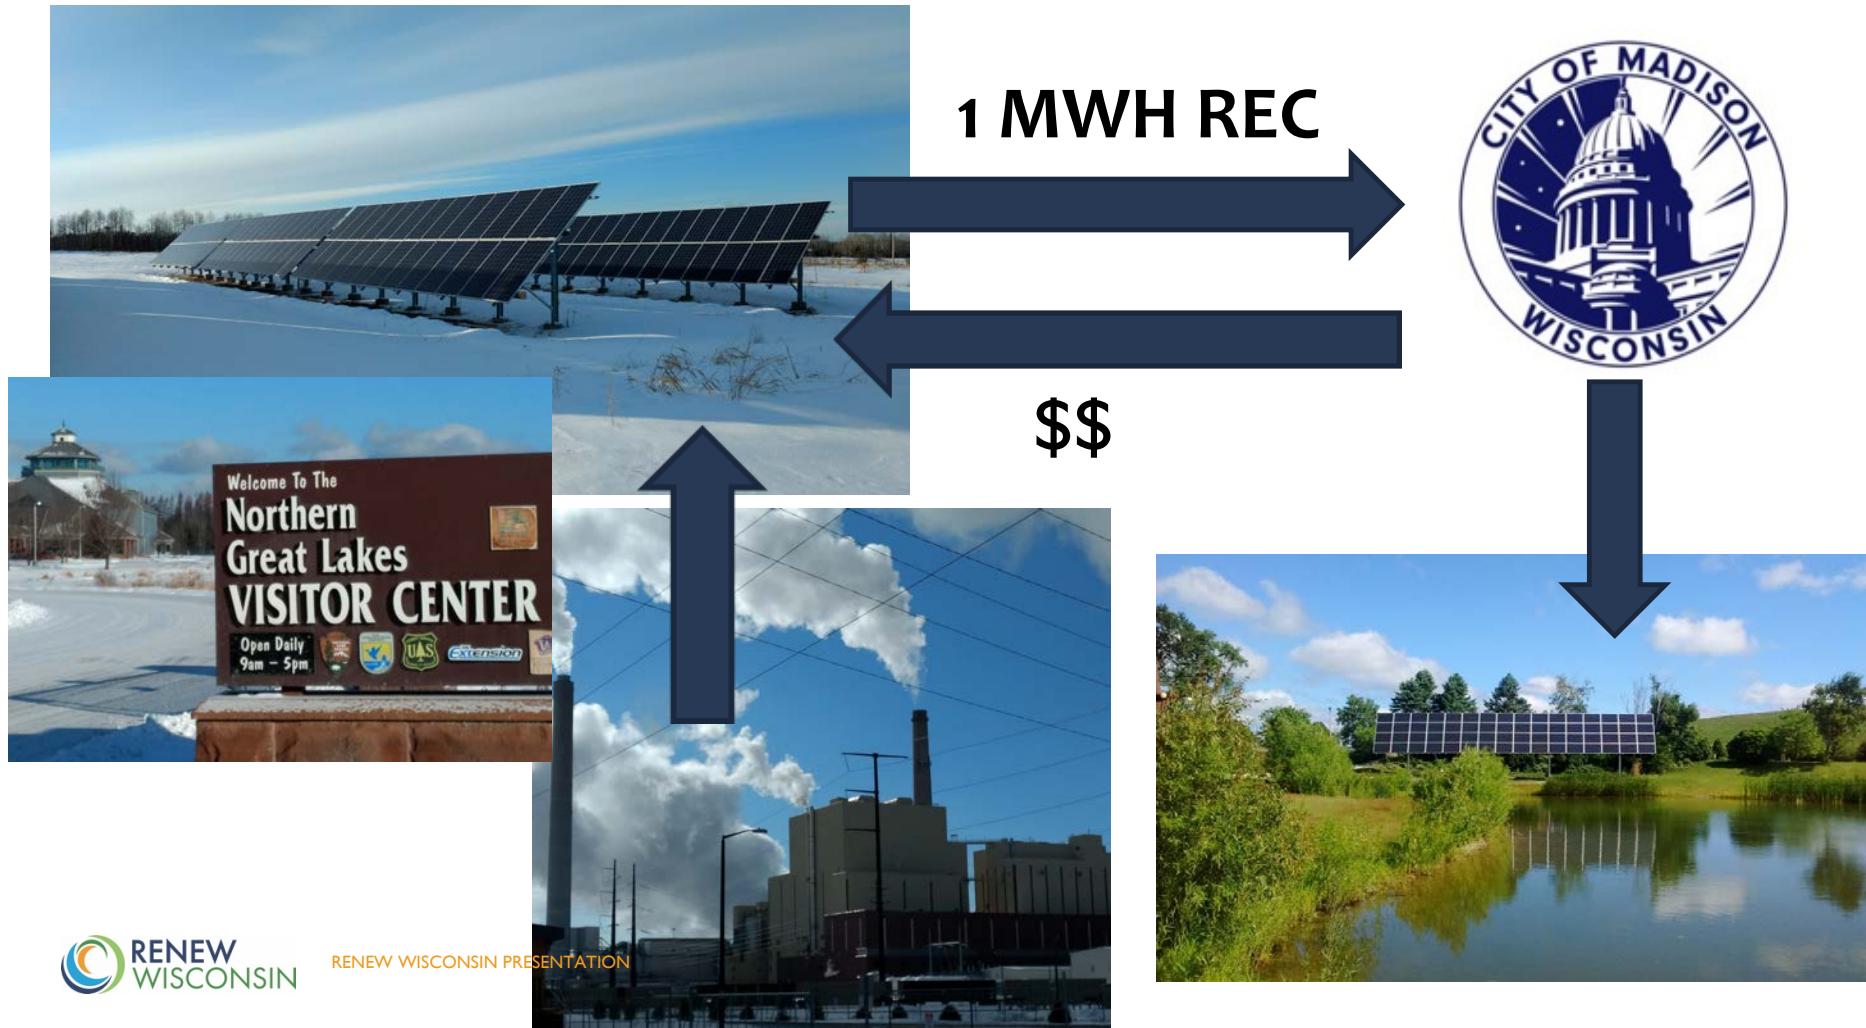 1 MWH REC
CITY OF MADISON
WISCONSIN
$$
Welcome To The
Northern
Great Lakes
VISITOR CENTER
Open Daily
9am – 5pm
UAS
EXTENSION
RENEW
WISCONSIN
RENEW WISCONSIN PRESENTATION